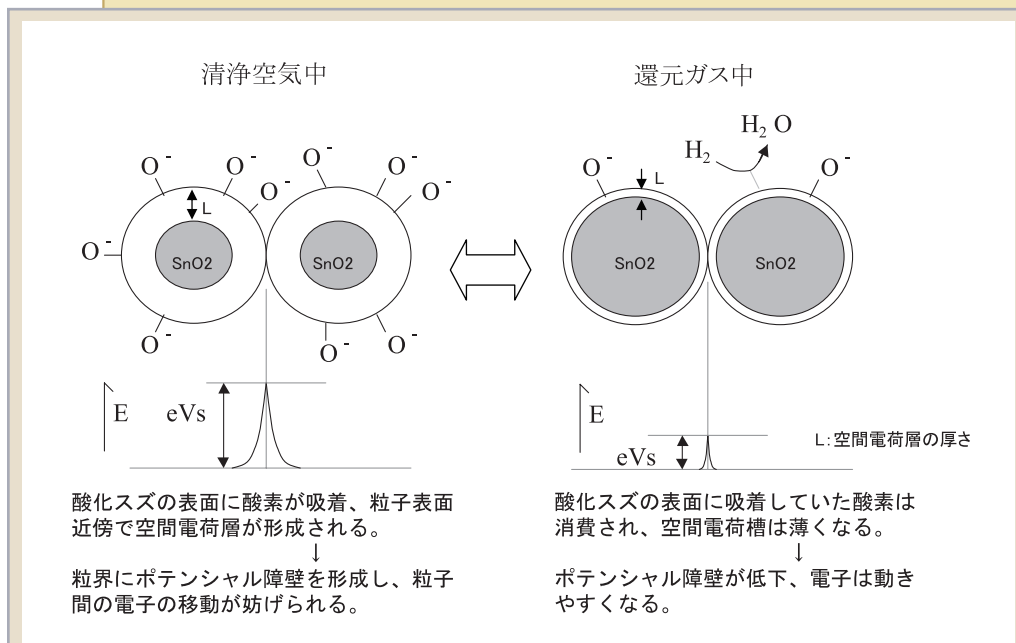 清浄空気中
O-
O-
O-
O-
O-
O-
O-
O-
O-
O-
L
SnO2
SnO2
E
eVs
酸化スズの表面に酸素が吸着、粒子表面
近傍で空間電荷層が形成される。
↓
粒界にポテンシャル障壁を形成し、粒子
間の電子の移動が妨げられる。
還元ガス中
H2 O
H2
O-
O-
L
SnO2
SnO2
E
eVs
L:空間電荷層の厚さ
酸化スズの表面に吸着していた酸素は
消費され、空間電荷槽は薄くなる。
↓
ポテンシャル障壁が低下、電子は動き
やすくなる。